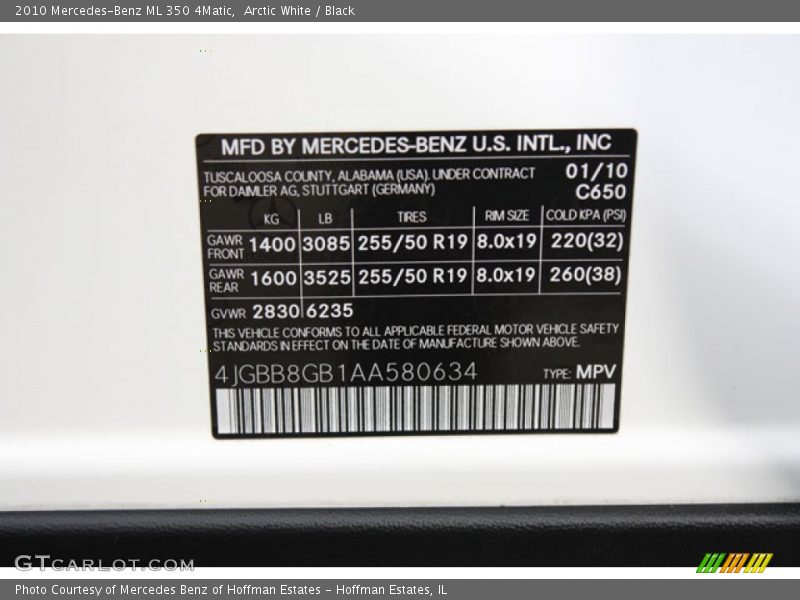 2010 Mercedes-Benz ML 350 4Matic, Arctic White / Black
MFD BY MERCEDES-BENZ U.S. INTL., INC
TUSCALOOSA COUNTY, ALABAMA (USA). UNDER CONTRACT 01/10
FOR DAIMLER AG, STUTTGART (GERMANY) C650
KG LB TIRES RIM SIZE COLD KPA (PSI)
GAWR FRONT 1400 3085 255/50 R19 8.0x19 220(32)
GAWR REAR 1600 3525 255/50 R19 8.0x19 260(38)
GVWR 2830 6235
THIS VEHICLE CONFORMS TO ALL APPLICABLE FEDERAL MOTOR VEHICLE SAFETY
STANDARDS IN EFFECT ON THE DATE OF MANUFACTURE SHOWN ABOVE.
4JGBB8GB1AA580634 TYPE: MPV
GTCARLOT.COM
Photo Courtesy of Mercedes Benz of Hoffman Estates - Hoffman Estates, IL